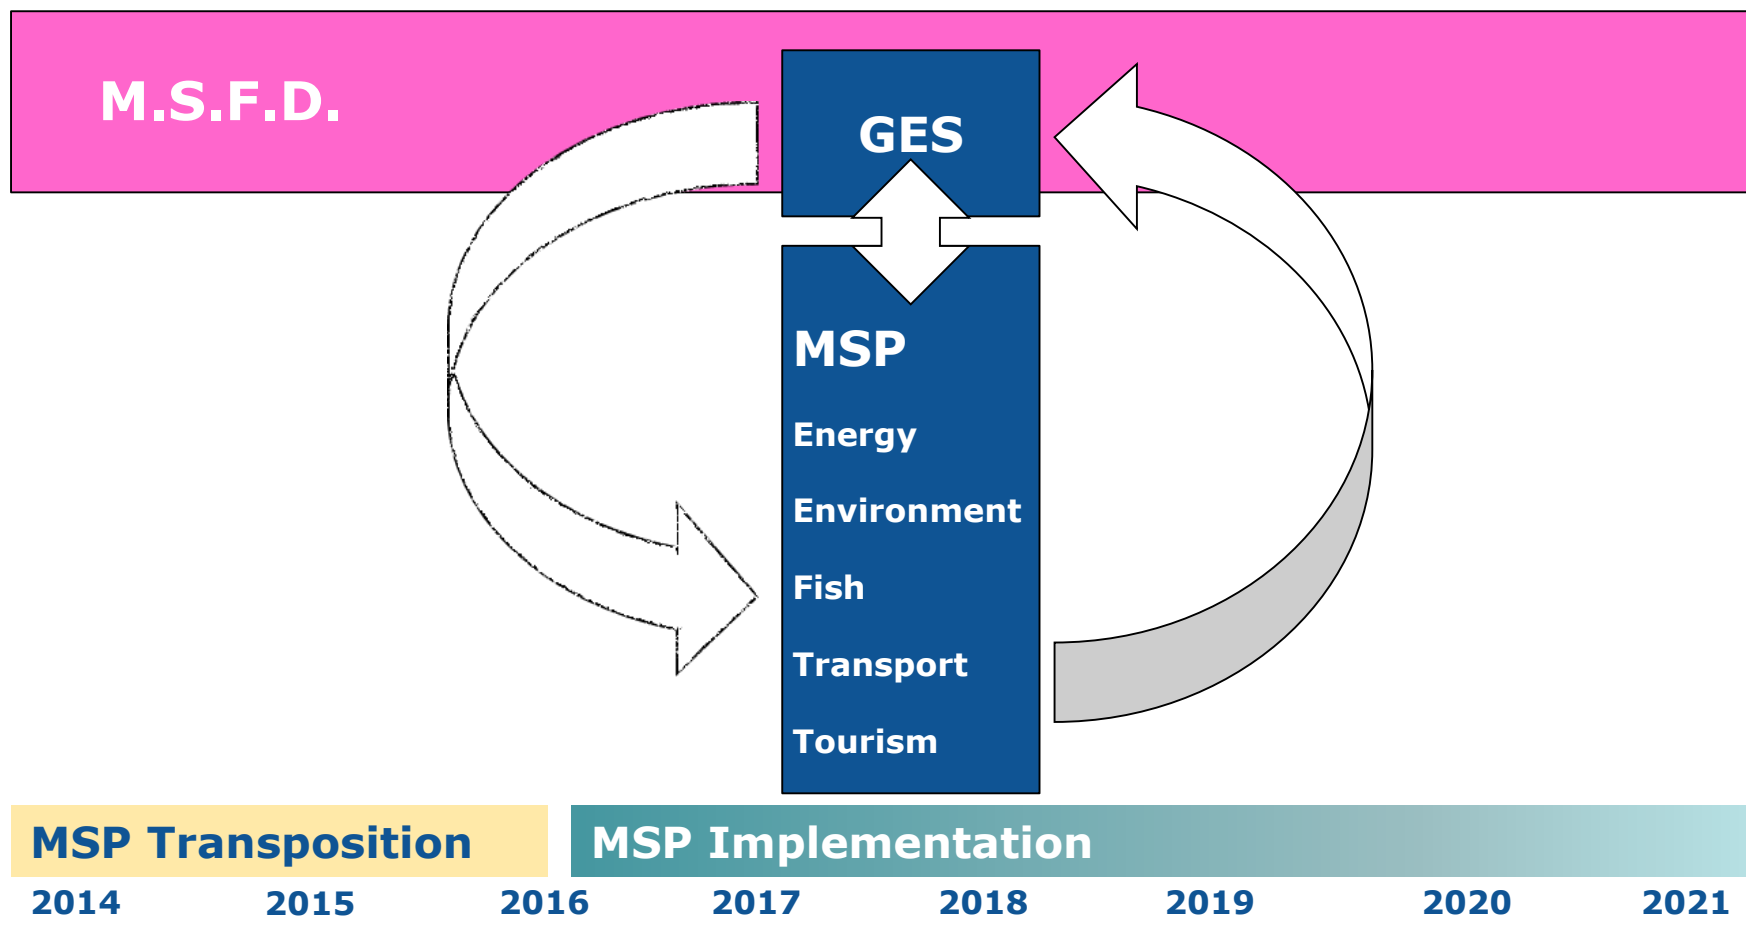 M.S.F.D.
GES
MSP
Energy
Environment
Fish
Transport
Tourism
MSP Transposition
MSP Implementation
2014 2015 2016 2017 2018 2019 2020 2021